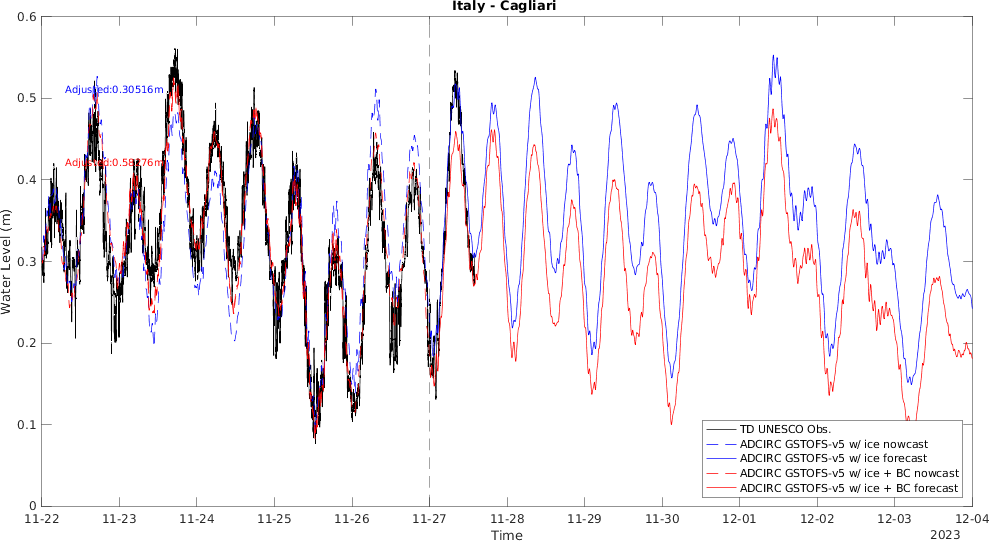 Italy - Cagliari
Water Level (m)
0.6
0.5
0.4
0.3
0.2
0.1
0
Adjusted:0.30516m
Adjusted:0.58276m
TD UNESCO Obs.
ADCIRC GSTOFS-v5 w/ ice nowcast
ADCIRC GSTOFS-v5 w/ ice forecast
ADCIRC GSTOFS-v5 w/ ice + BC nowcast
ADCIRC GSTOFS-v5 w/ ice + BC forecast
11-22 11-23 11-24 11-25 11-26 11-27 11-28 11-29 11-30 12-01 12-02 12-03 12-04
Time
2023